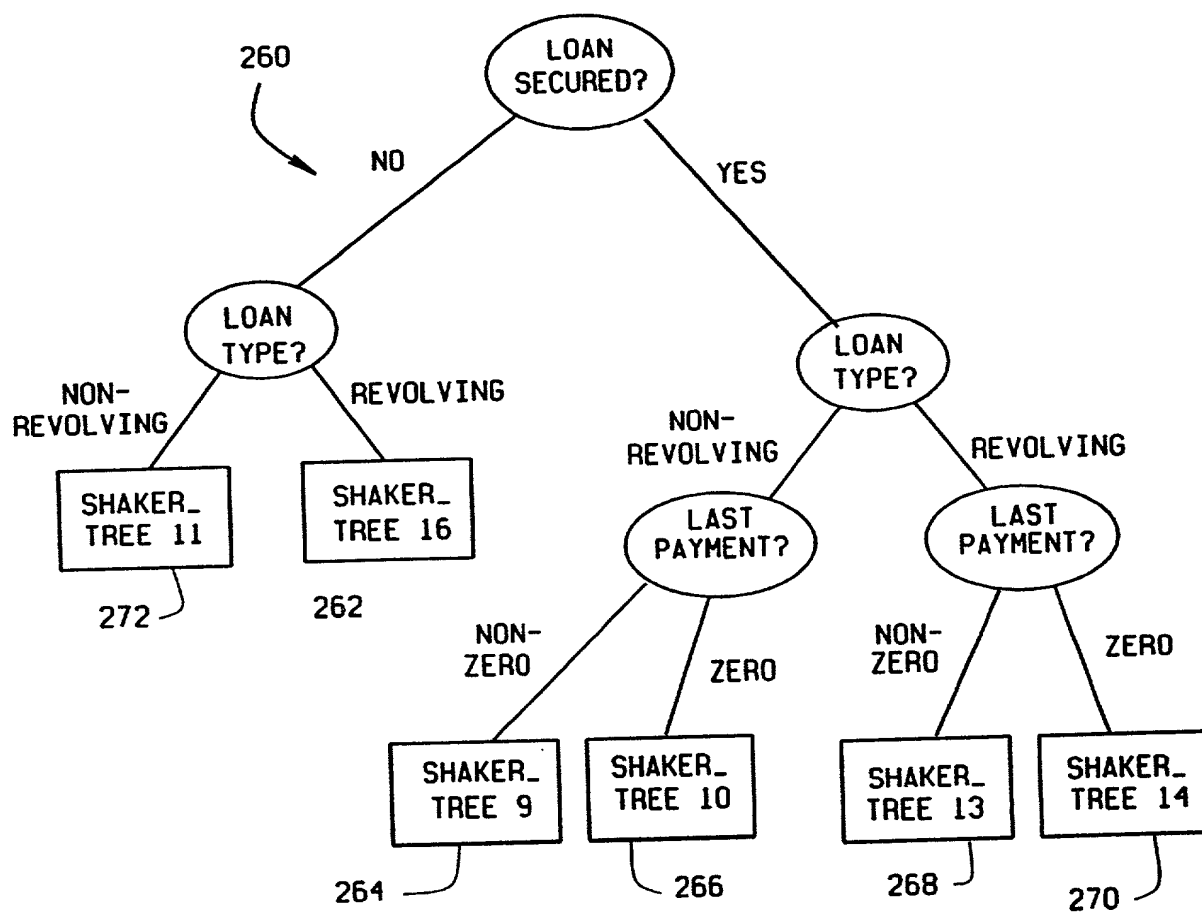 LOAN
SECURED?
260
NO
YES
LOAN
TYPE?
LOAN
TYPE?
NON-
REVOLVING
REVOLVING
NON-
REVOLVING
REVOLVING
SHAKER_
TREE 11
SHAKER_
TREE 16
LAST
PAYMENT?
LAST
PAYMENT?
272
262
NON-
ZERO
ZERO
NON-
ZERO
ZERO
SHAKER_
TREE 9
SHAKER_
TREE 10
SHAKER_
TREE 13
SHAKER_
TREE 14
264
266
268
270